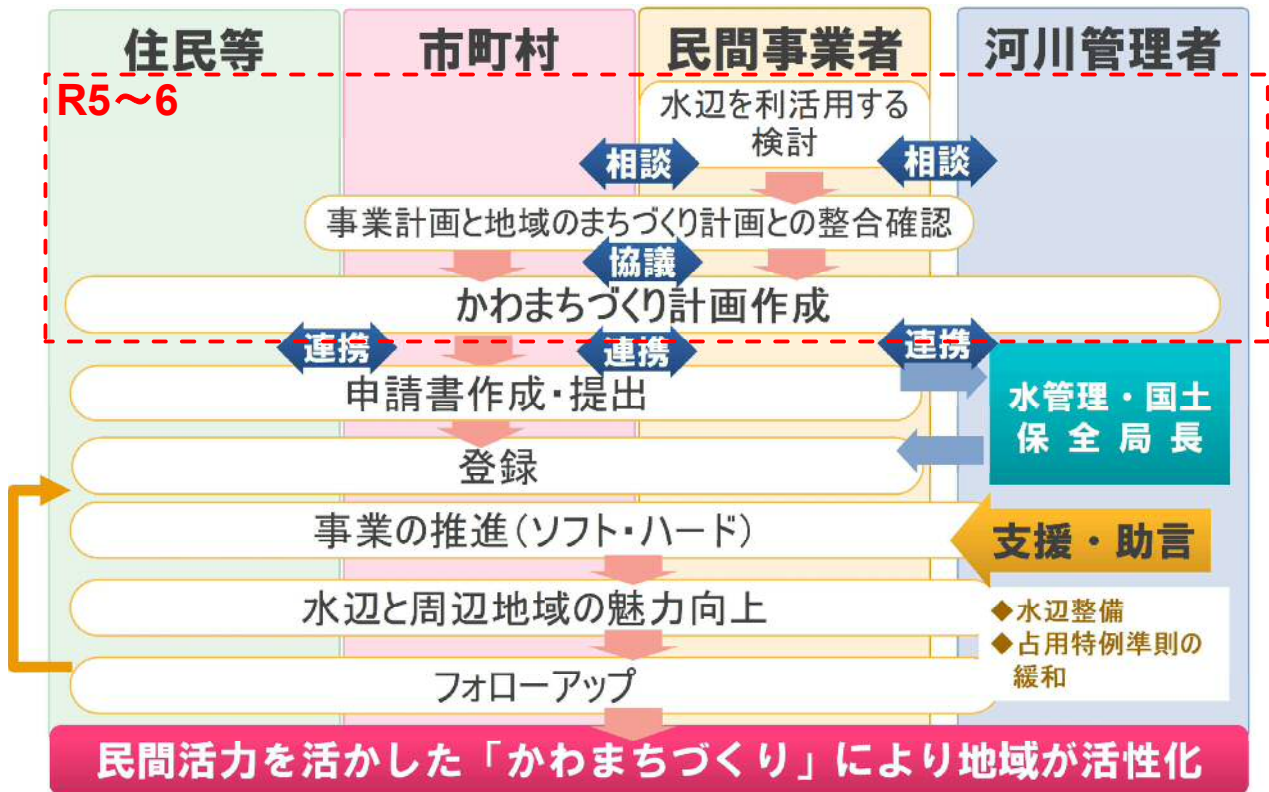 住民等
市町村
民間事業者
河川管理者
R5～6
水辺を利活用する
検討
相談
相談
事業計画と地域のまちづくり計画との整合確認
協議
かわまちづくり計画作成
連携
連携
連携
申請書作成・提出
水管理・国土
保全局長
登録
事業の推進（ソフト・ハード）
支援・助言
水辺と周辺地域の魅力向上
◆水辺整備
◆占用特例準則の
緩和
フォローアップ
民間活力を活かした「かわまちづくり」により地域が活性化